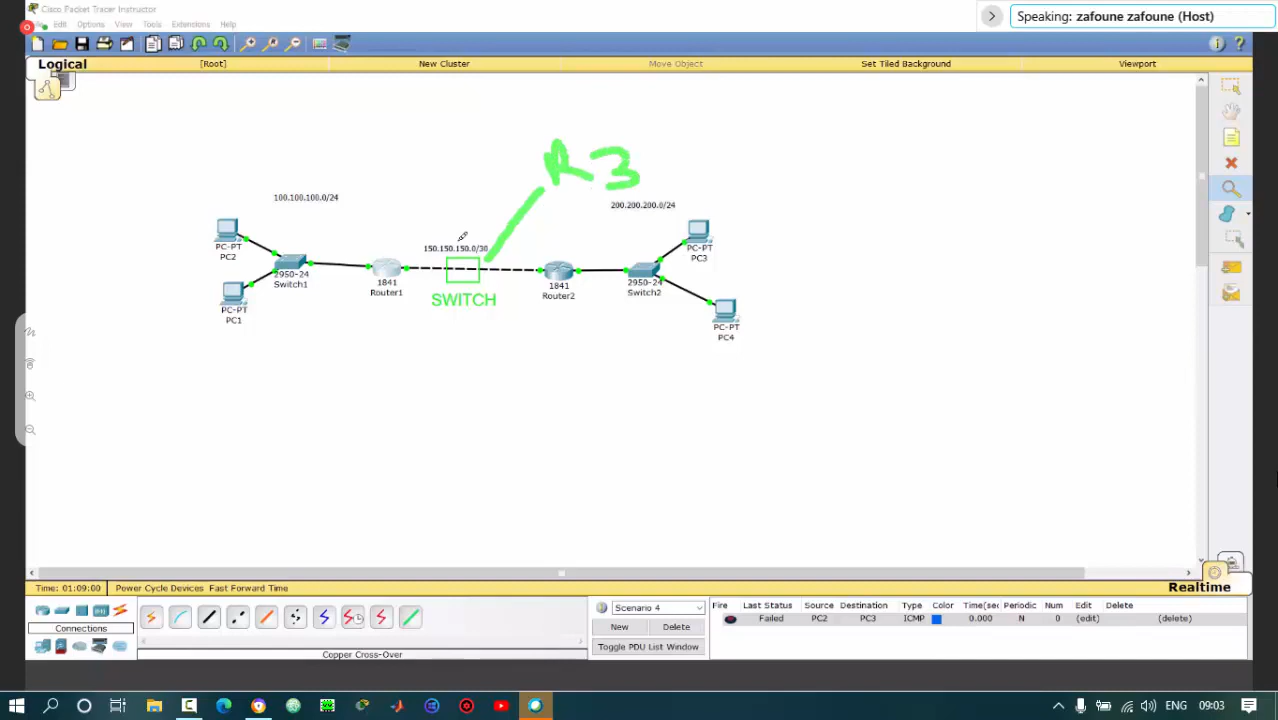 Cisco Packet Tracer Instructor
Speaking: zafoune zafoune (Host)
Edit Options View Tools Extensions Help
Logical [Root] New Cluster Move Object Set Tiled Background Viewport
R3
100.100.100.0/24
200.200.200.0/24
150.150.150.0/30
PC-PT
PC2
2950-24
Switch1
PC-PT
PC1
1841
Router1
SWITCH
1841
Router2
2950-24
Switch2
PC-PT
PC3
PC-PT
PC4
Realtime
Time: 01:09:00 Power Cycle Devices Fast Forward Time
Connections
Copper Cross-Over
Scenario 4
New Delete
Toggle PDU List Window
Fire Last Status Source Destination Type Color Time(sec Periodic Num Edit Delete
Failed PC2 PC3 ICMP 0.000 N 0 (edit) (delete)
ENG 09:03